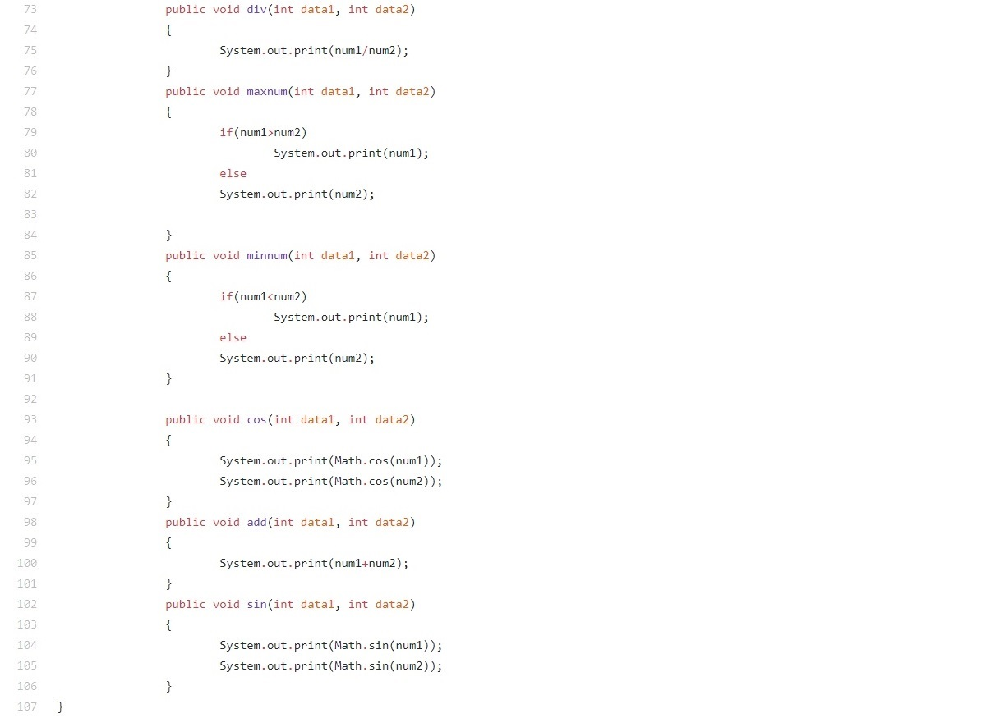 73 public void div(int data1, int data2)
74 {
75 System.out.print(num1/num2);
76 }
77 public void maxnum(int data1, int data2)
78 {
79 if(num1>num2)
80 System.out.print(num1);
81 else
82 System.out.print(num2);
83
84 }
85 public void minnum(int data1, int data2)
86 {
87 if(num1<num2)
88 System.out.print(num1);
89 else
90 System.out.print(num2);
91 }
92
93 public void cos(int data1, int data2)
94 {
95 System.out.print(Math.cos(num1));
96 System.out.print(Math.cos(num2));
97 }
98 public void add(int data1, int data2)
99 {
100 System.out.print(num1+num2);
101 }
102 public void sin(int data1, int data2)
103 {
104 System.out.print(Math.sin(num1));
105 System.out.print(Math.sin(num2));
106 }
107 }